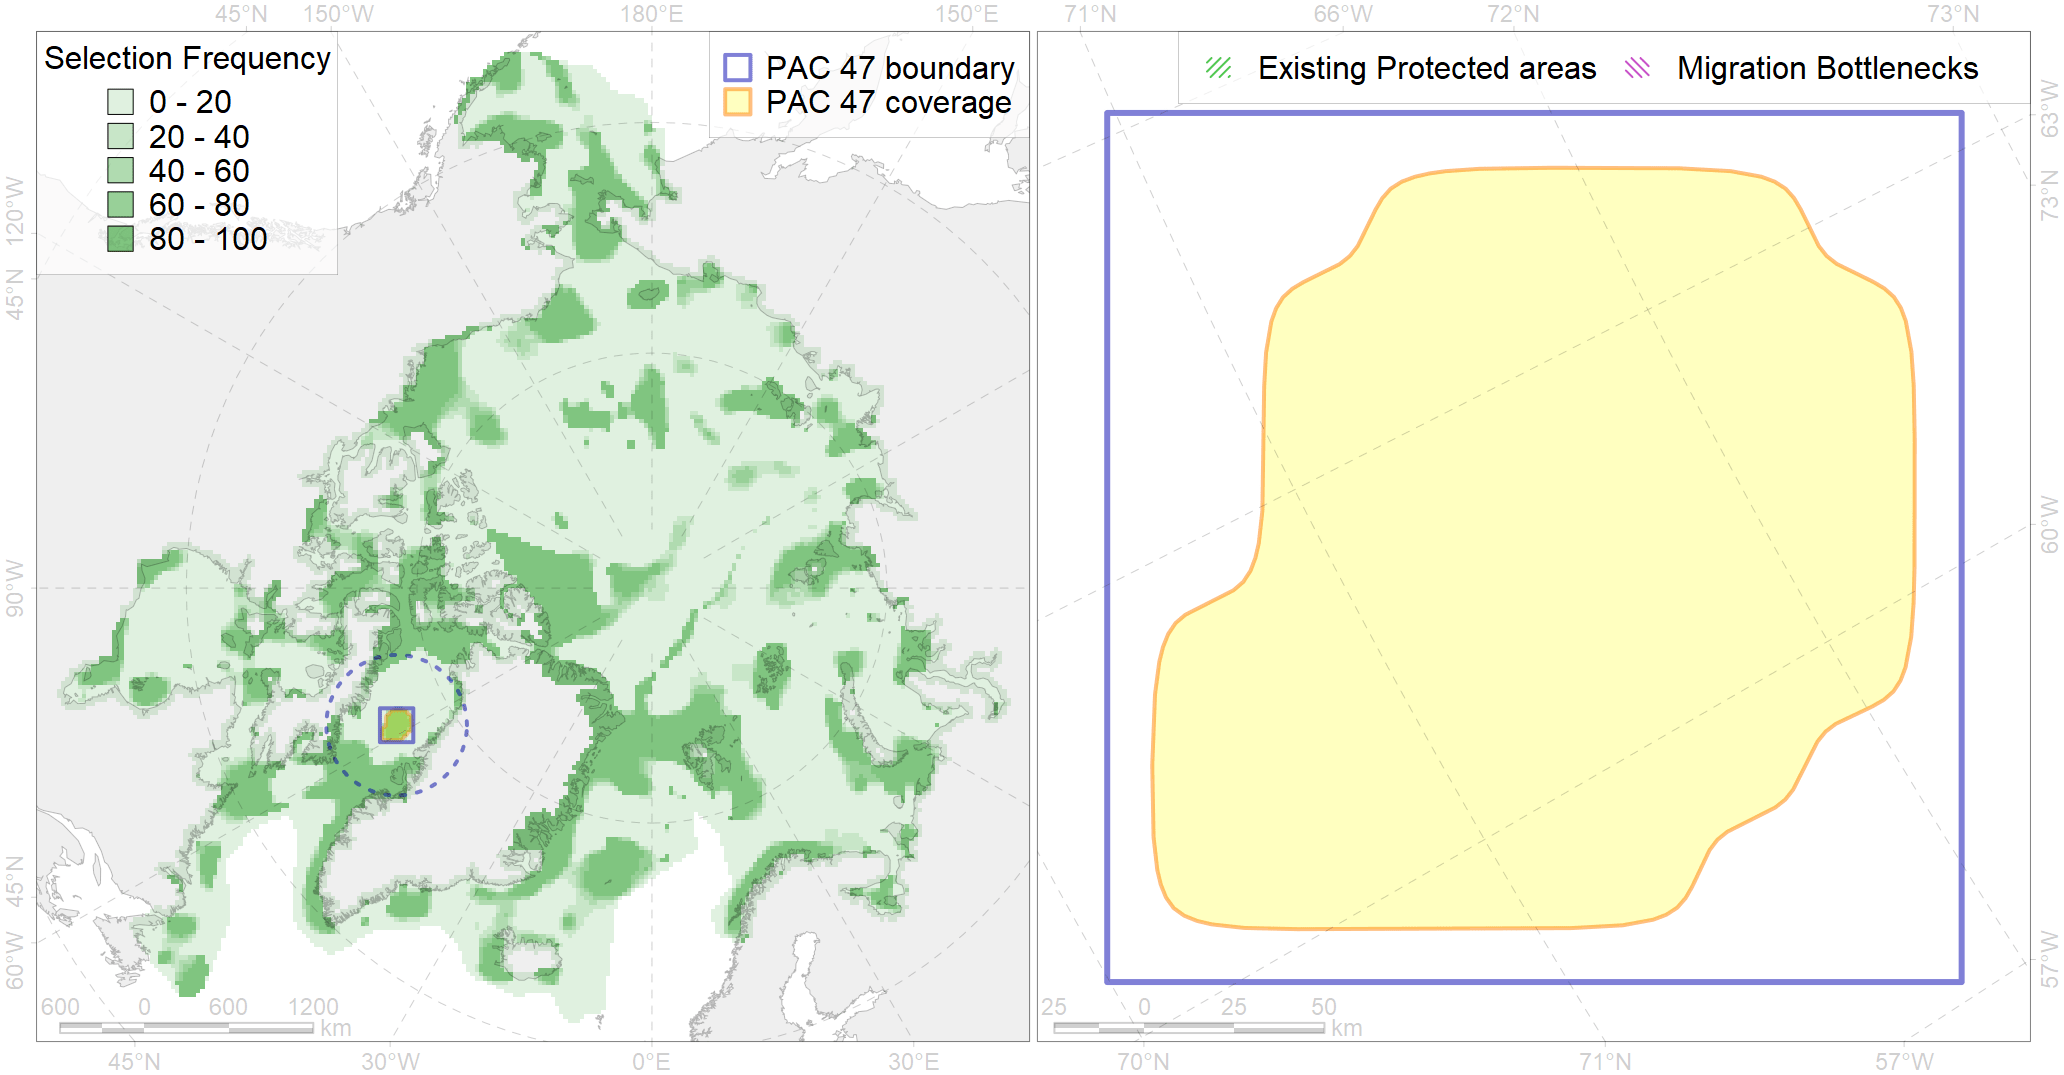 45°N 150°W 180°E 150°E 71°N 66°W 72°N 73°N
Selection Frequency
0 - 20
20 - 40
40 - 60
60 - 80
80 - 100
PAC 47 boundary
PAC 47 coverage
Existing Protected areas
Migration Bottlenecks
120°W
45°N
90°W
45°N
60°W
63°W
73°N
60°W
57°W
600 0 600 1200
km
25 0 25 50
km
45°N 30°W 0°E 30°E 70°N 71°N 57°W